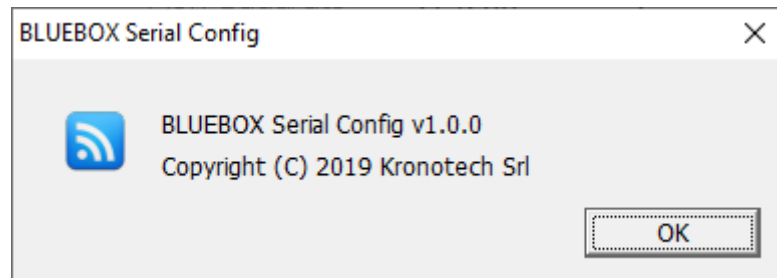 BLUEBOX Serial Config
BLUEBOX Serial Config v1.0.0
Copyright (C) 2019 Kronotech Srl
OK